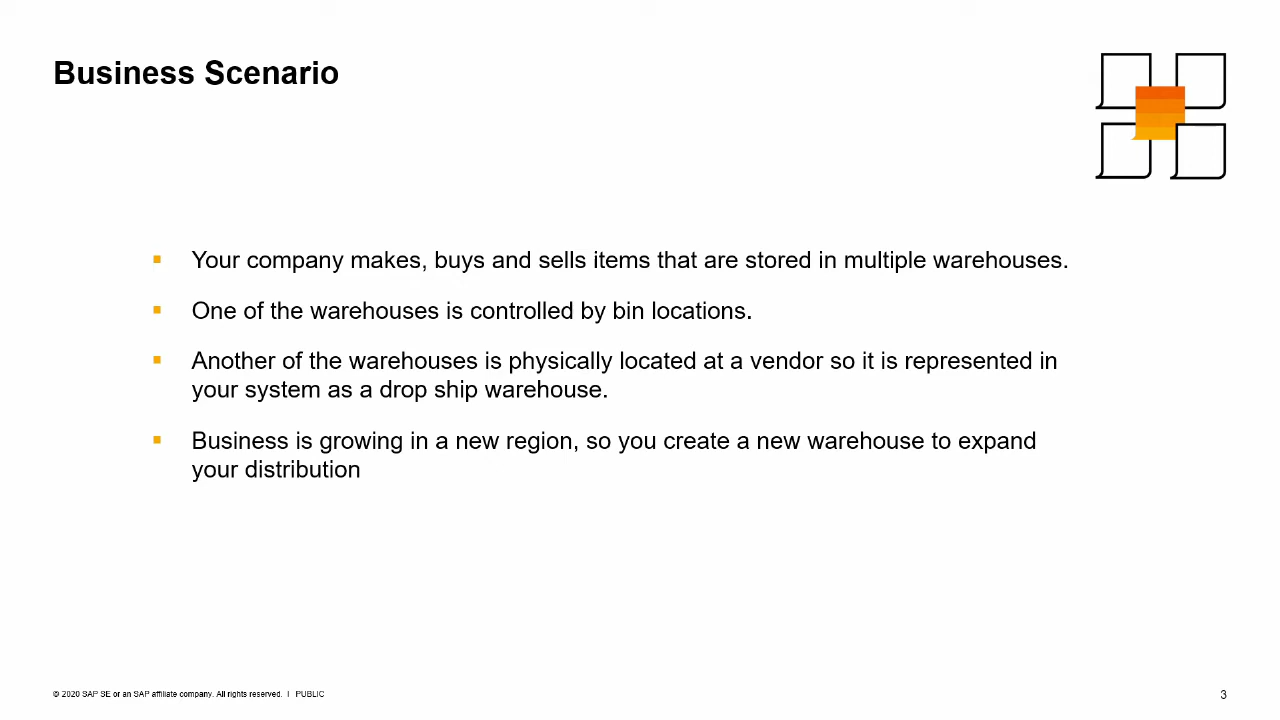 Business Scenario
▪ Your company makes, buys and sells items that are stored in multiple warehouses.
▪ One of the warehouses is controlled by bin locations.
▪ Another of the warehouses is physically located at a vendor so it is represented in
your system as a drop ship warehouse.
▪ Business is growing in a new region, so you create a new warehouse to expand
your distribution
© 2020 SAP SE or an SAP affiliate company. All rights reserved. I PUBLIC
3